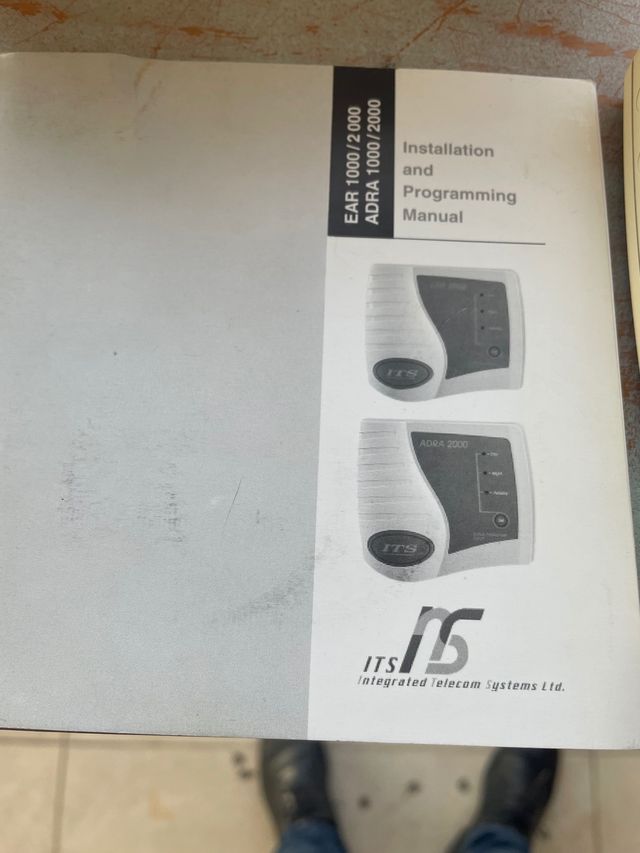 EAR 1000/2000
ADRA 1000/2000
Installation
and
Programming
Manual
ITS
ADRA 2000
ITS
ITS
Integrated Telecom Systems Ltd.